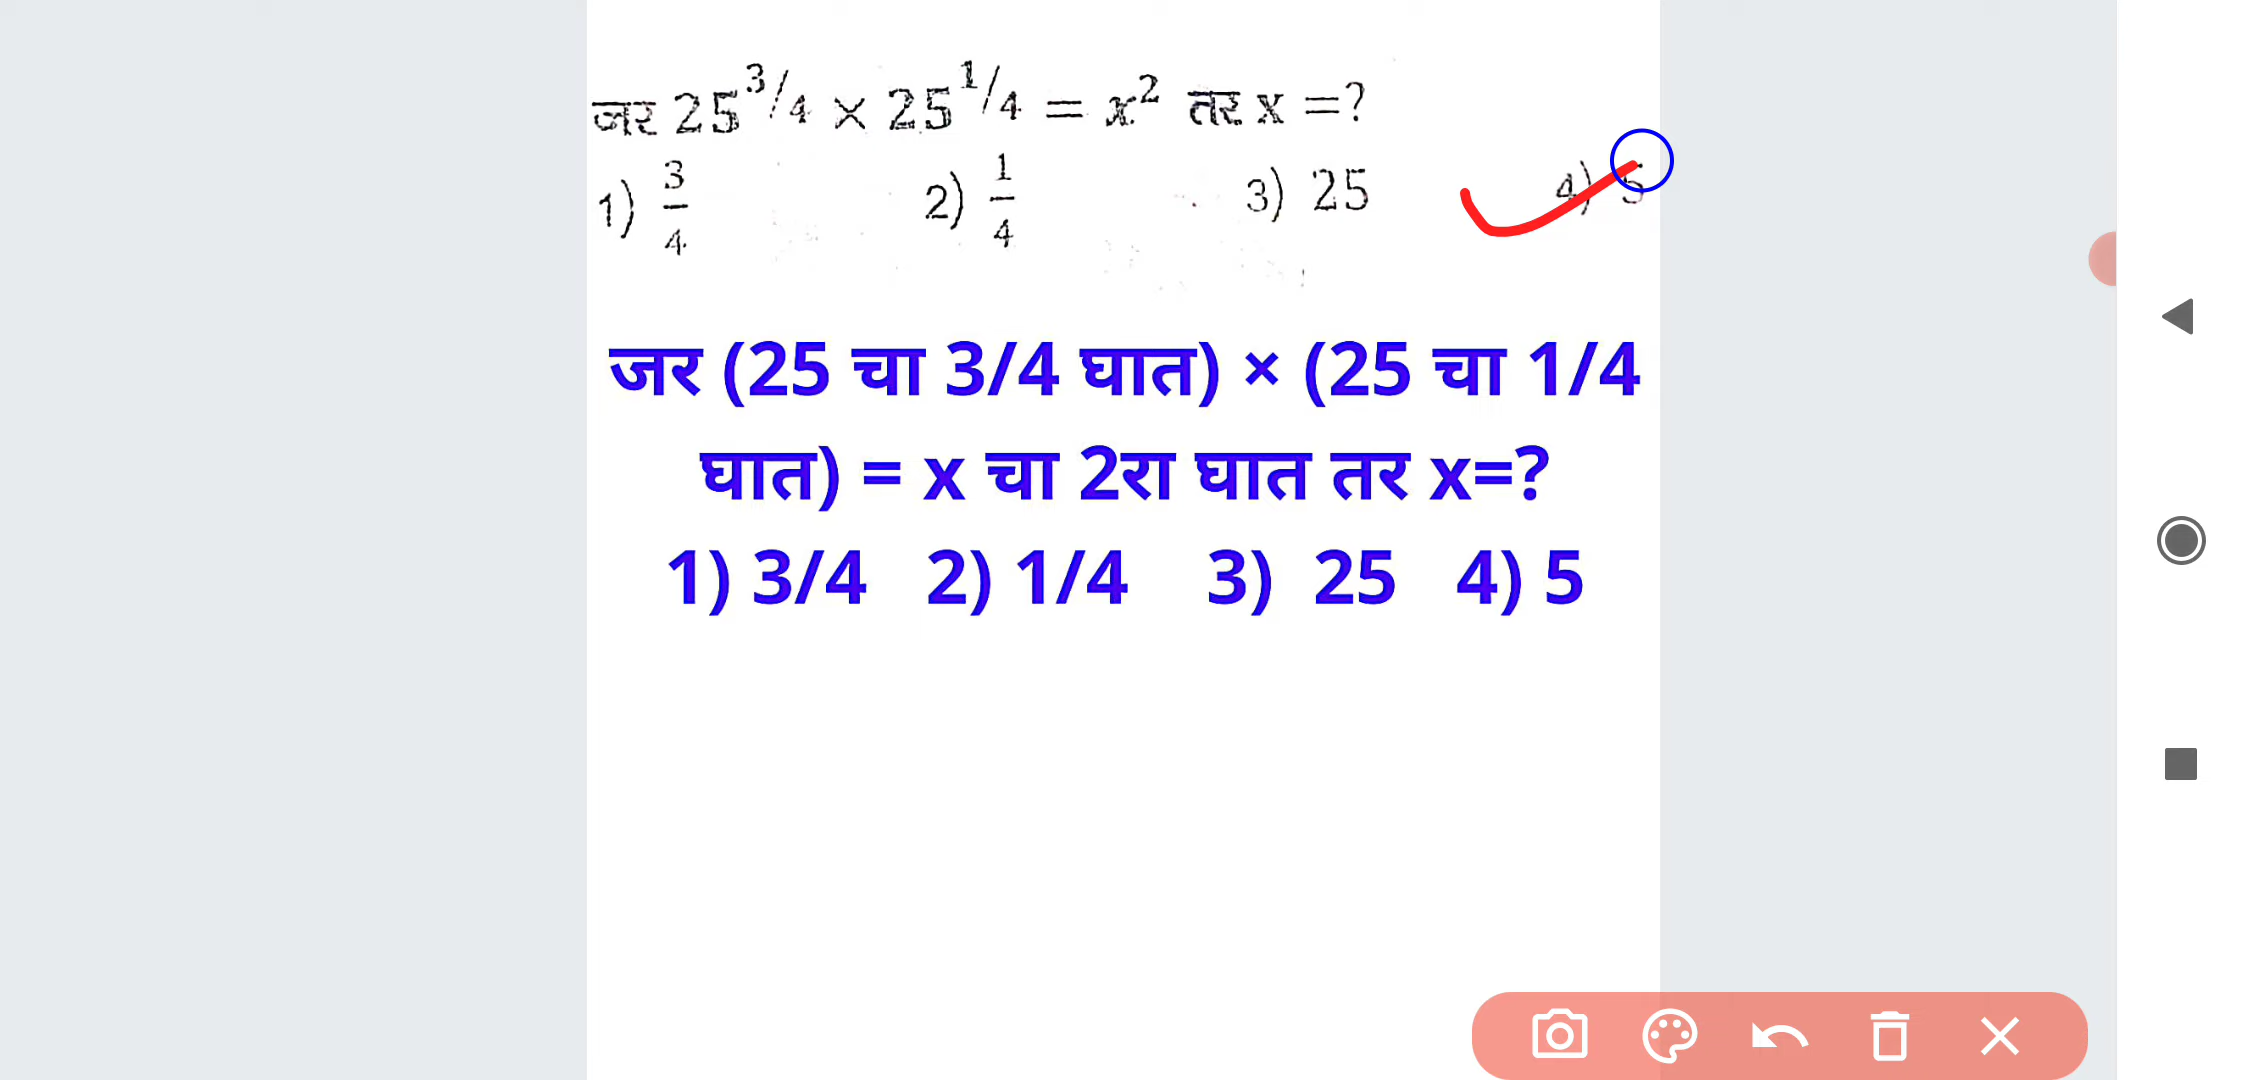 जर 25^3/4 × 25^1/4 = x² तर x =?
1) 3/4 2) 1/4 3) 25 4) 5
जर (25 चा 3/4 घात) × (25 चा 1/4
घात) = x चा 2रा घात तर x=?
1) 3/4 2) 1/4 3) 25 4) 5